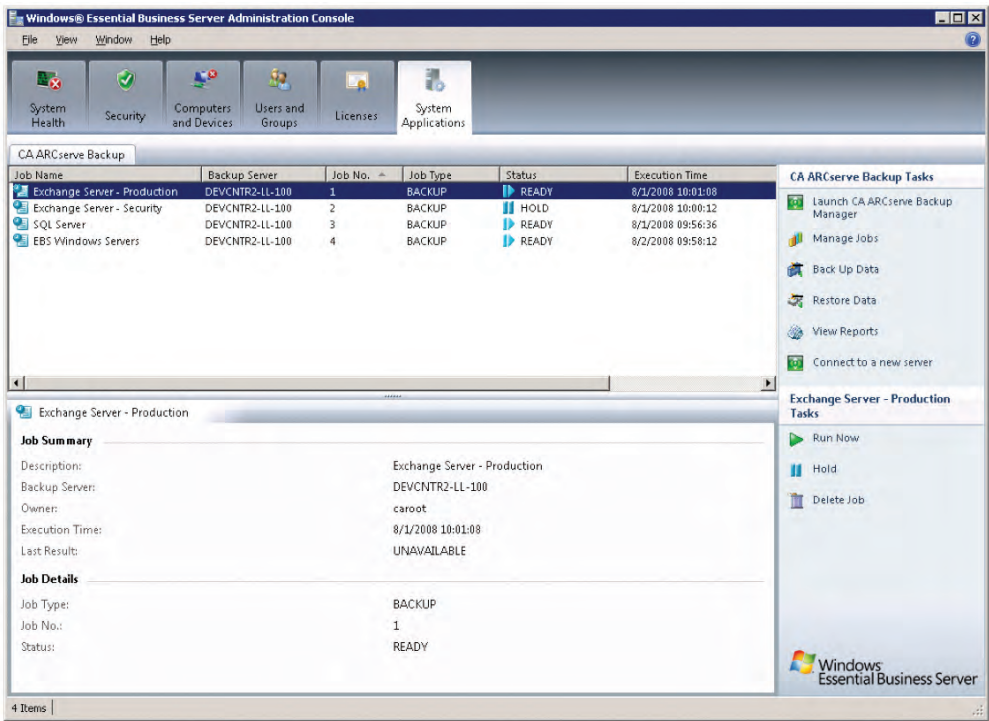 Windows® Essential Business Server Administration Console
File View Window Help
System Health
Security
Computers and Devices
Users and Groups
Licenses
System Applications
CA ARCserve Backup
Job Name Backup Server Job No. Job Type Status Execution Time
Exchange Server - Production DEVCNTR2-LL-100 1 BACKUP READY 8/1/2008 10:01:08
Exchange Server - Security DEVCNTR2-LL-100 2 BACKUP HOLD 8/1/2008 10:00:12
SQL Server DEVCNTR2-LL-100 3 BACKUP READY 8/1/2008 09:56:36
EBS Windows Servers DEVCNTR2-LL-100 4 BACKUP READY 8/2/2008 09:58:12
CA ARCserve Backup Tasks
Launch CA ARCserve Backup
Manager
Manage Jobs
Back Up Data
Restore Data
View Reports
Connect to a new server
Exchange Server - Production
Tasks
Run Now
Hold
Delete Job
Exchange Server - Production
Job Summary
Description: Exchange Server - Production
Backup Server: DEVCNTR2-LL-100
Owner: caroot
Execution Time: 8/1/2008 10:01:08
Last Result: UNAVAILABLE
Job Details
Job Type: BACKUP
Job No.: 1
Status: READY
Windows
Essential Business Server
4 Items